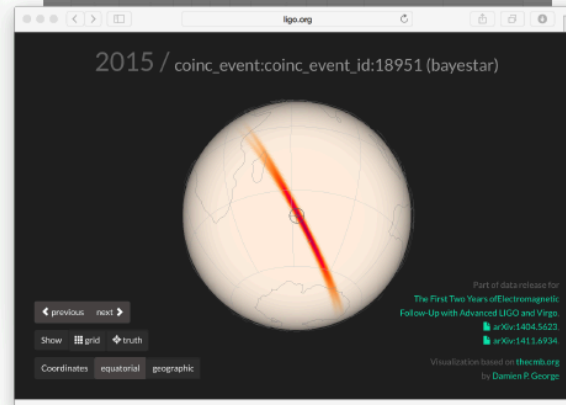 ligo.org
2015 / coinc_event:coinc_event_id:18951 (bayestar)
previous next
Show grid truth
Coordinates equatorial geographic
Part of data release for
The First Two Years ofElectromagnetic
Follow-Up with Advanced LIGO and Virgo.
arXiv:1404.5623.
arXiv:1411.6934.
Visualization based on thecmb.org
by Damien P. George